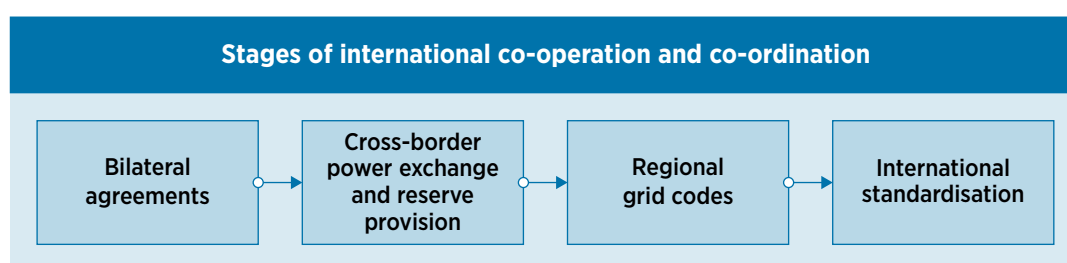 Stages of international co-operation and co-ordination
Bilateral
agreements
Cross-border
power exchange
and reserve
provision
Regional
grid codes
International
standardisation